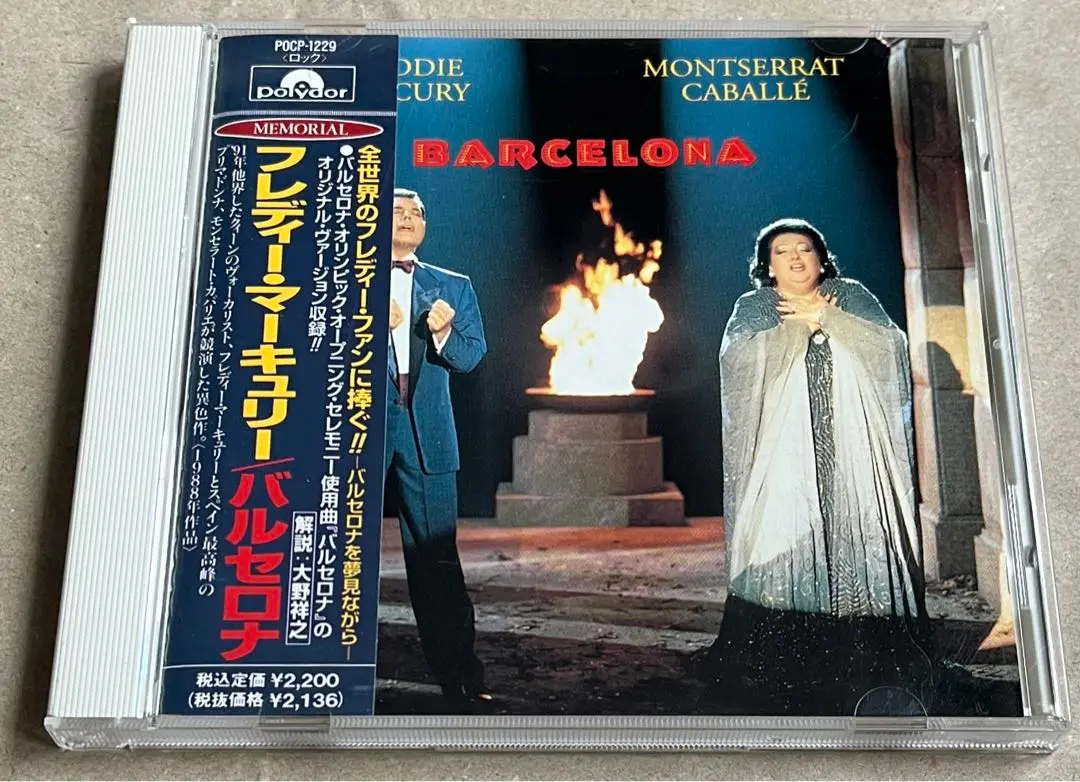 POCP-1229
〈ロック〉
polydor
MEMORIAL
全世界のフレディー・ファンに捧ぐ!!―バルセロナを夢見ながら―
●バルセロナ・オリンピック・オープニング・セレモニー使用曲『バルセロナ』の
オリジナル・ヴァージョン収録!!
解説:大野祥之
フレディー・マーキュリー/バルセロナ
'91年他界したクィーンのヴォーカリスト、フレディー・マーキュリーとスペイン最高峰の
プリマドンナ、モンセラート・カバリエが競演した異色作。〈1988年作品〉
税込定価 ¥2,200
(税抜価格 ¥2,136)
DDIE
CURY
MONTSERRAT
CABALLÉ
BARCELONA